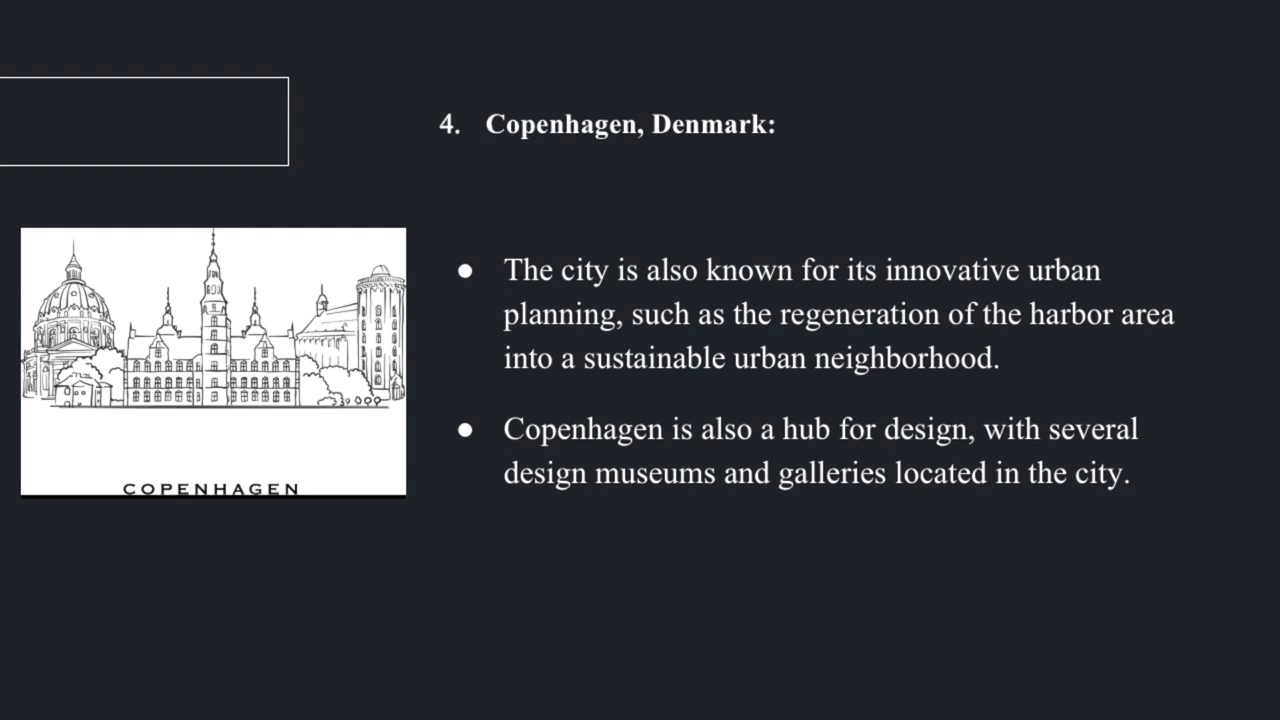 4. Copenhagen, Denmark:
● The city is also known for its innovative urban
planning, such as the regeneration of the harbor area
into a sustainable urban neighborhood.
● Copenhagen is also a hub for design, with several
design museums and galleries located in the city.
COPENHAGEN